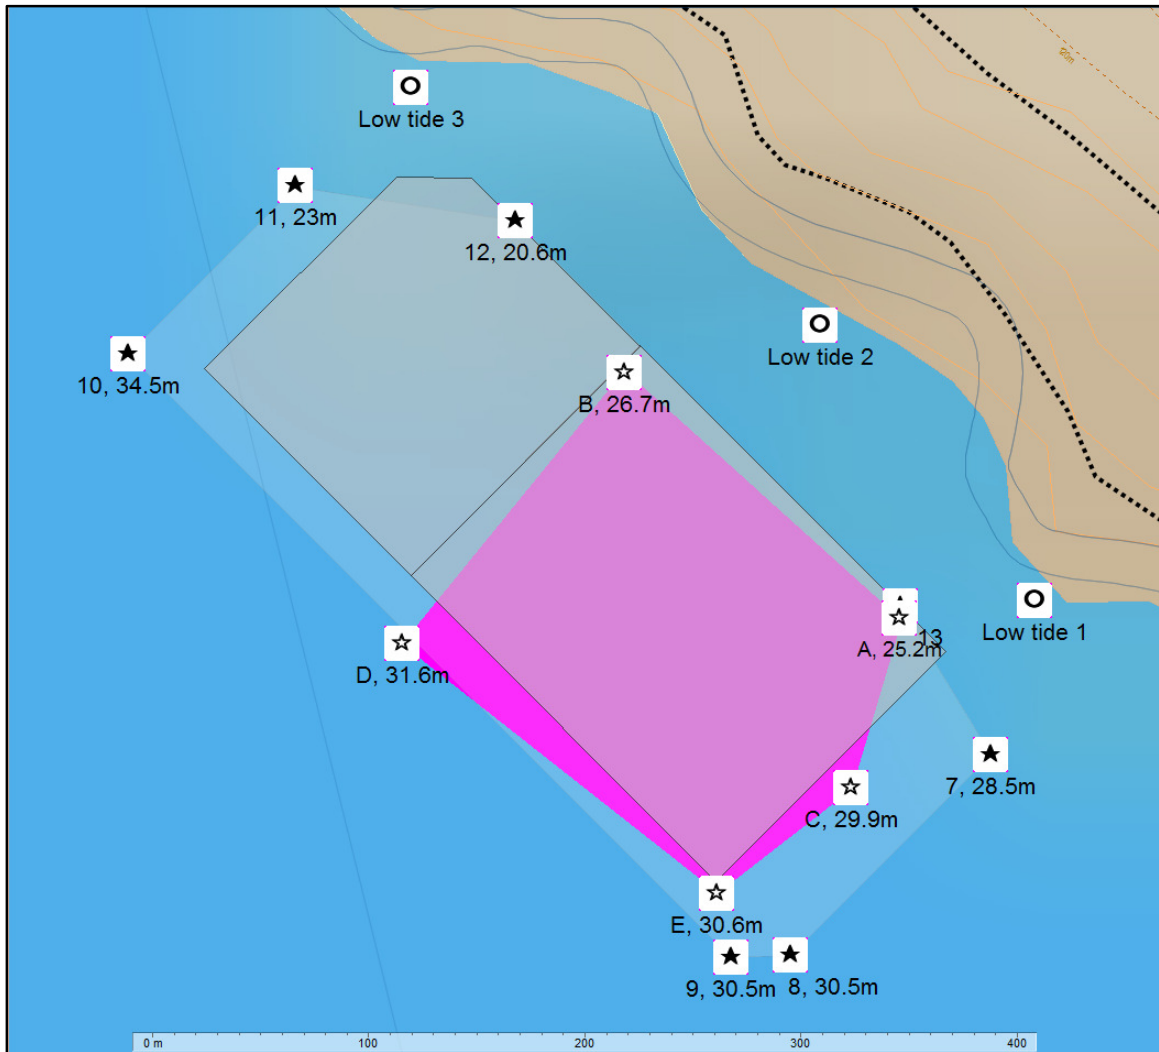 Low tide 3
11, 23m
12, 20.6m
Low tide 2
10, 34.5m
B, 26.7m
Low tide 1
13
A, 25.2m
D, 31.6m
7, 28.5m
C, 29.9m
E, 30.6m
9, 30.5m
8, 30.5m
0 m 100 200 300 400